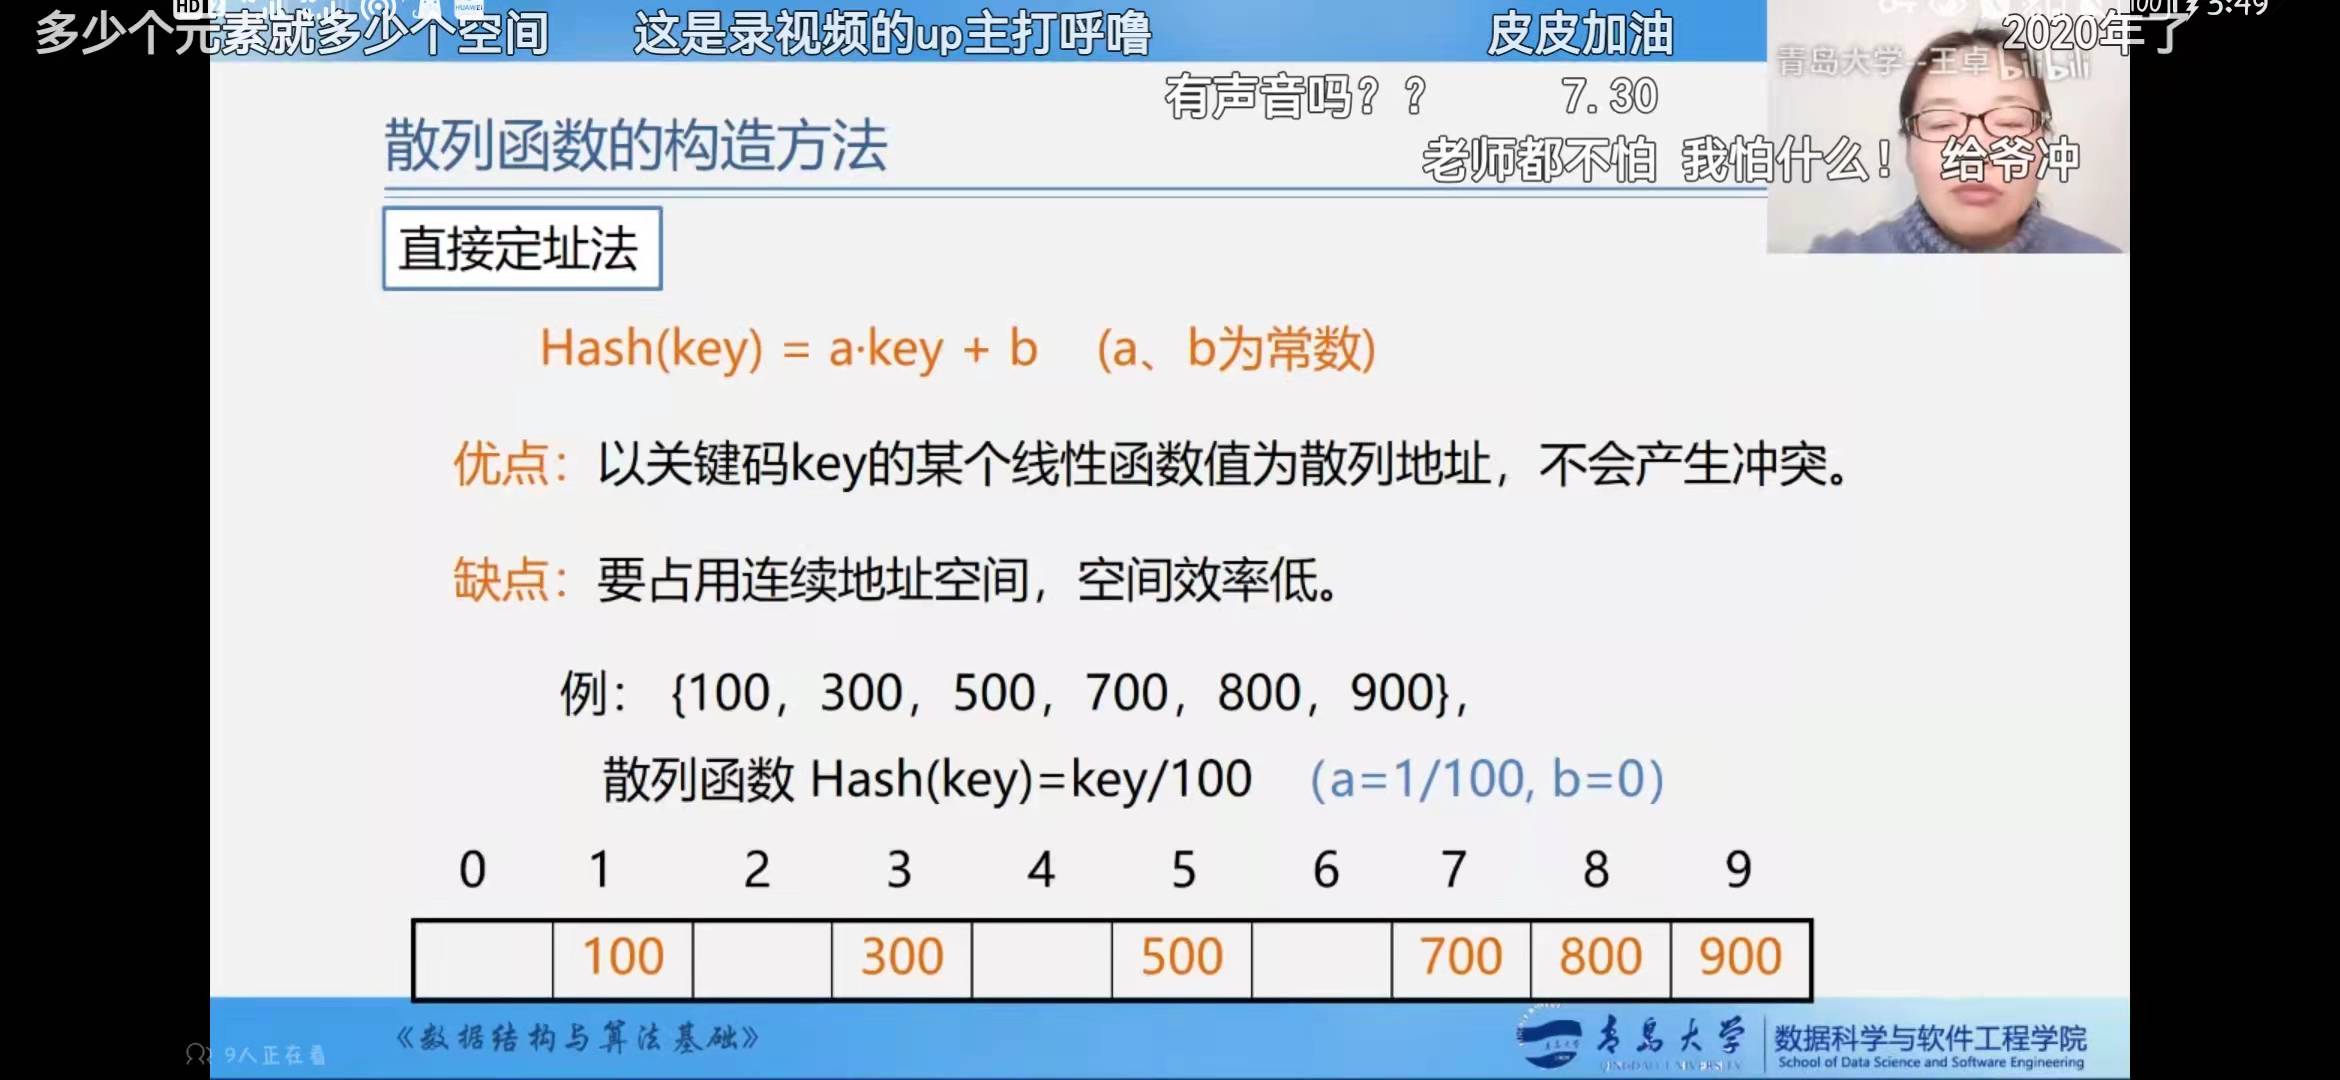 多少个元素就多少个空间 这是录视频的up主打呼噜 皮皮加油 2020年了
青岛大学--王卓 bilibili
有声音吗？？ 7.30
老师都不怕 我怕什么！ 给爷冲
散列函数的构造方法
直接定址法
Hash(key) = a·key + b (a、b为常数)
优点：以关键码key的某个线性函数值为散列地址，不会产生冲突。
缺点：要占用连续地址空间，空间效率低。
例： {100，300，500，700，800，900}，
散列函数 Hash(key)=key/100 （a=1/100, b=0）
0 1 2 3 4 5 6 7 8 9
100 300 500 700 800 900
《数据结构与算法基础》
9人正在看
青岛大学
QINGDAO UNIVERSITY
数据科学与软件工程学院
School of Data Science and Software Engineering